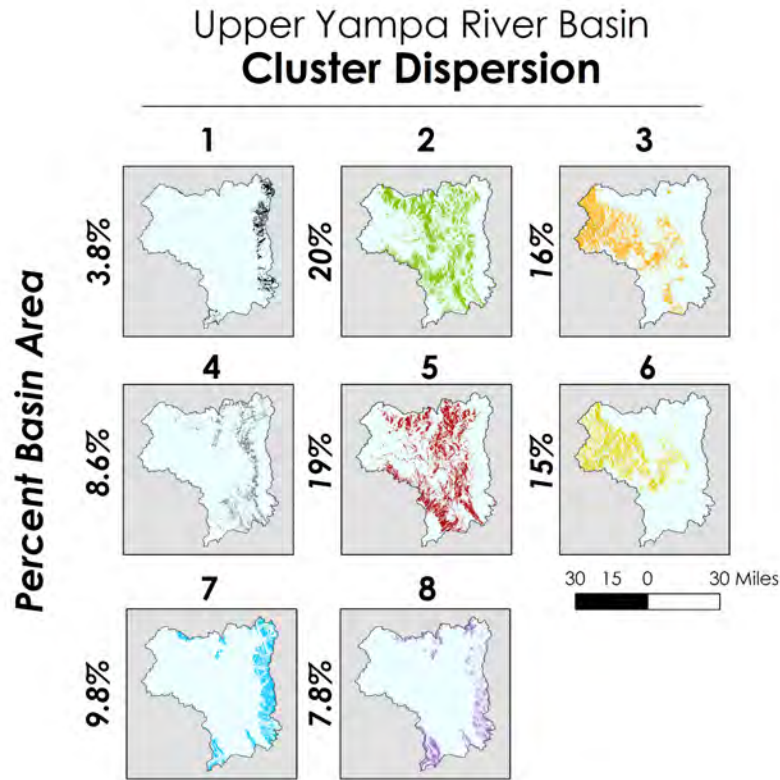 Upper Yampa River Basin
Cluster Dispersion
Percent Basin Area
1 2 3
3.8% 20% 16%
4 5 6
8.6% 19% 15%
30 15 0 30 Miles
7 8
9.8% 7.8%